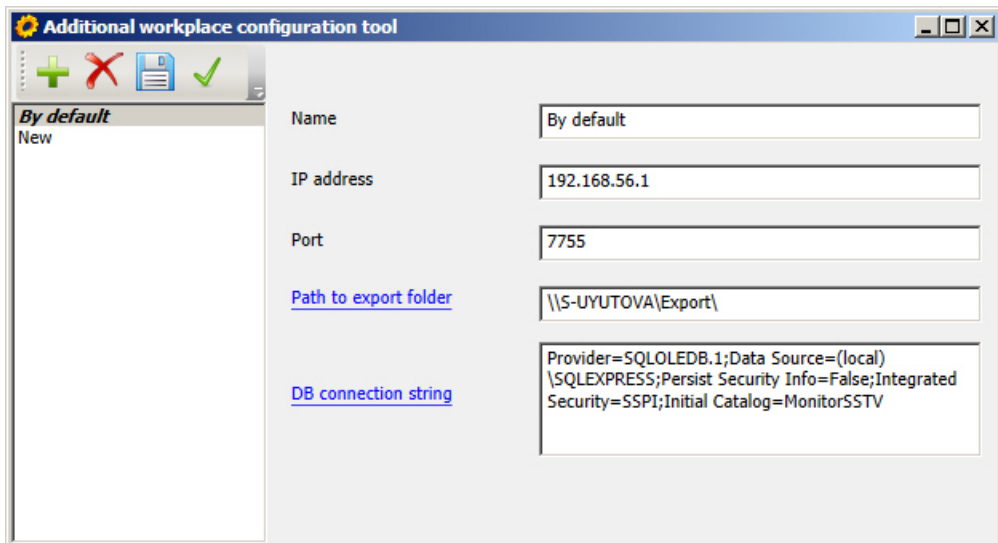 Additional workplace configuration tool
By default
New
Name
By default
IP address
192.168.56.1
Port
7755
Path to export folder
\\S-UYUTOVA\Export\
DB connection string
Provider=SQLOLEDB.1;Data Source=(local)
\SQLEXPRESS;Persist Security Info=False;Integrated
Security=SSPI;Initial Catalog=MonitorSSTV